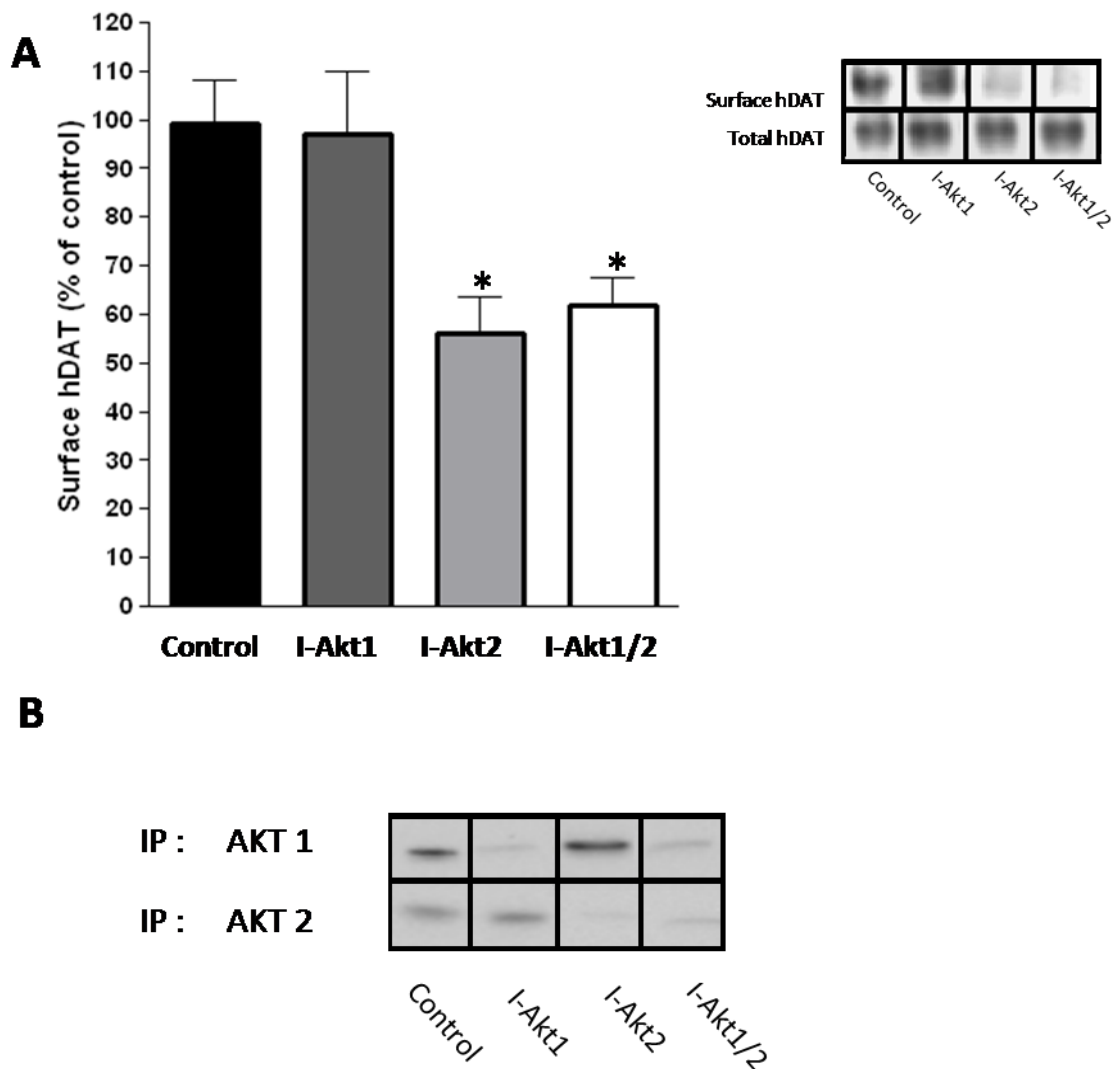 A
Surface hDAT (% of control)
120
110
100
90
80
70
60
50
40
30
20
10
0
*
*
Control I-Akt1 I-Akt2 I-Akt1/2
Surface hDAT
Total hDAT
Control I-Akt1 I-Akt2 I-Akt1/2
B
IP : AKT 1
IP : AKT 2
Control I-Akt1 I-Akt2 I-Akt1/2